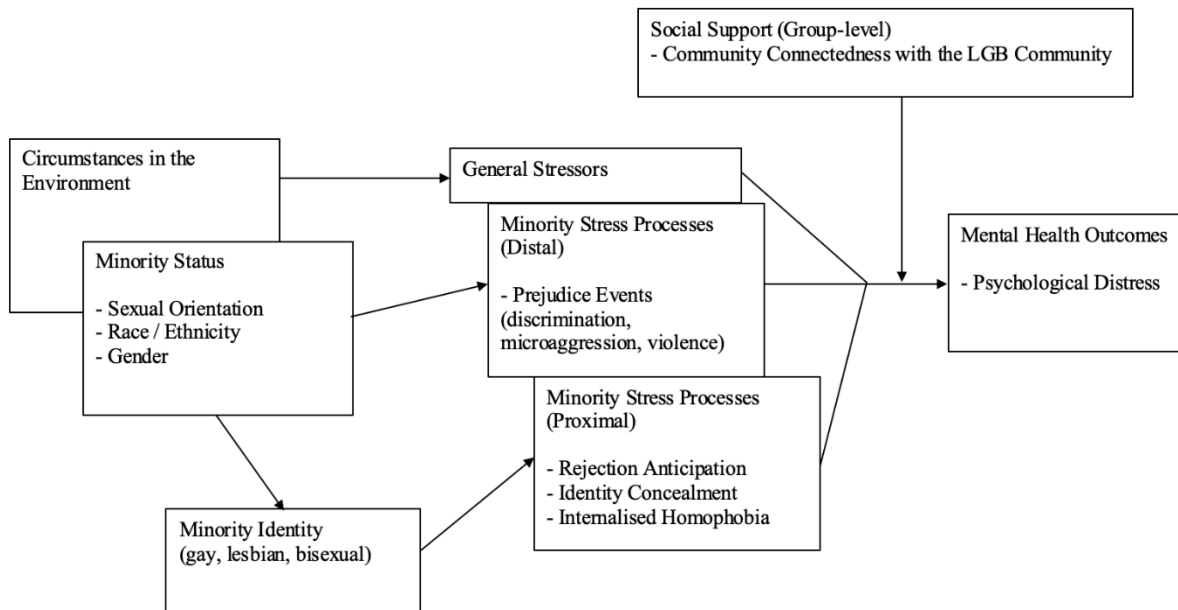 Social Support (Group-level)
- Community Connectedness with the LGB Community
Circumstances in the
Environment
General Stressors
Minority Stress Processes
(Distal)
- Prejudice Events
(discrimination,
microaggression, violence)
Mental Health Outcomes
- Psychological Distress
Minority Status
- Sexual Orientation
- Race / Ethnicity
- Gender
Minority Stress Processes
(Proximal)
- Rejection Anticipation
- Identity Concealment
- Internalised Homophobia
Minority Identity
(gay, lesbian, bisexual)